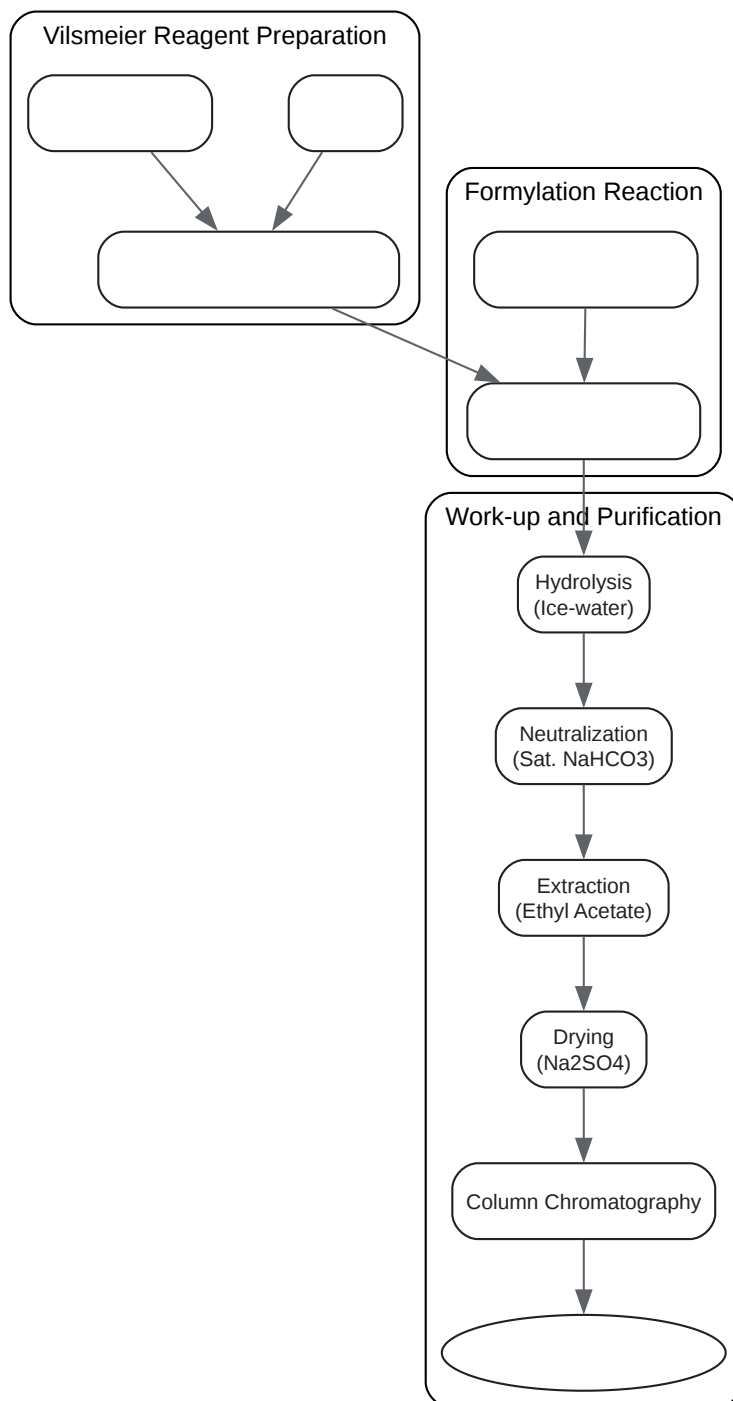 Vilsmeier Reagent Preparation
Formylation Reaction
Work-up and Purification
Hydrolysis
(Ice-water)
Neutralization
(Sat. NaHCO3)
Extraction
(Ethyl Acetate)
Drying
(Na2SO4)
Column Chromatography